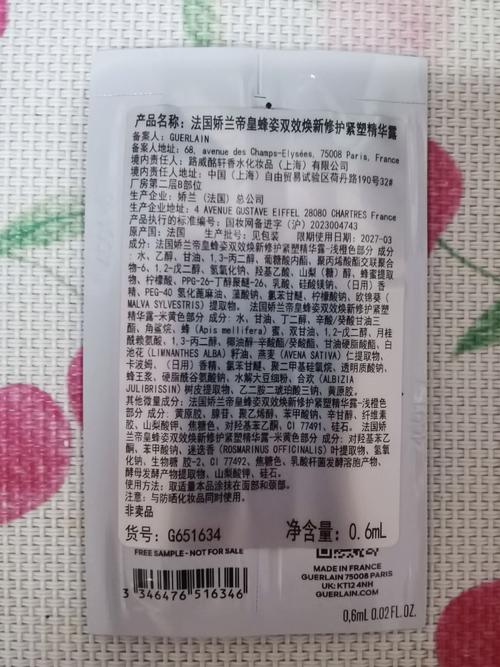 产品名称：法国娇兰帝皇蜂姿双效焕新修护紧塑精华露
备案人：GUERLAIN
备案人地址：68, avenue des Champs-Elysées, 75008 Paris, France
境内责任人：路威酩轩香水化妆品（上海）有限公司
境内责任人地址：中国（上海）自由贸易试验区荷丹路190号32#
厂房第二层B部位
生产企业：娇兰（法国）总公司
生产企业地址：4 AVENUE GUSTAVE EIFFEL 28080 CHARTRES France
产品执行的标准编号：国妆网备进字（沪）2023004743
原产国：法国 生产批号：见包装 限期使用日期：2027-03
成分：法国娇兰帝皇蜂姿双效焕新修护紧塑精华露-浅橙色部分 成分
：水、乙醇、甘油、1,3-丙二醇、葡糖酸内酯、聚丙烯酸酯交联聚合
物-6、1,2-戊二醇、氢氧化钠、羟基乙酸、山梨（糖）醇、蜂蜜提取
物、柠檬酸、PPG-26-丁醇聚醚-26、乳酸、硅酸镁钠、（日用）香
精、PEG-40 氢化蓖麻油、藻酸钠、氯苯甘醚、柠檬酸钠、欧锦葵（
MALVA SYLVESTRIS）提取物。 法国娇兰帝皇蜂姿双效焕新修护紧塑
精华露-米黄色部分 成分：水、甘油、丁二醇、辛酸/癸酸甘油三
酯、角鲨烷、蜂（Apis mellifera）蜜、双甘油、1,2-戊二醇、月桂
酰赖氨酸、1,3-丙二醇、椰油醇-辛酸酯/癸酸酯、甘油硬脂酸酯、白
池花（LIMNANTHES ALBA）籽油、燕麦（AVENA SATIVA）仁提取物、
卡波姆、（日用）香精、氯苯甘醚、聚二甲基硅氧烷、透明质酸钠、
蜂王浆、硬脂酰谷氨酸钠、水解大豆细粉、合欢（ALBIZIA
JULIBRISSIN）树皮提取物、乙二胺二琥珀酸三钠、黄原胶。
其他微量成分：法国娇兰帝皇蜂姿双效焕新修护紧塑精华露-浅橙色
部分 成分：黄原胶、腺苷、聚乙烯醇、苯甲酸钠、辛甘醇、纤维素
胶、山梨酸钾、焦糖色、对羟基苯乙酮、CI 77491、硅石。 法国娇
兰帝皇蜂姿双效焕新修护紧塑精华露-米黄色部分 成分：对羟基苯乙
酮、苯甲酸钠、迷迭香（ROSMARINUS OFFICINALIS）叶提取物、氢氧
化钠、生物糖 胶-2、CI 77492、焦糖色、乳酸杆菌发酵溶胞产物、
酵母发酵产物提取物、乙醇、山梨酸钾、硅石。
使用方法：取适量本品涂抹在面部和颈部。
注意：与防晒化妆品同时使用。
非卖品
货号：G651634 净含量：0.6mL
FREE SAMPLE - NOT FOR SALE
3 346476 516346
MADE IN FRANCE
GUERLAIN 75008 PARIS
UK: KT12 4NH
GUERLAIN.COM
0,6mL 0.02 FL.OZ.